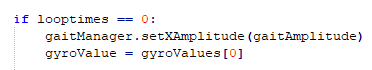 if looptimes == 0:
    gaitManager.setXAmplitude(gaitAmplitude)
    gyroValue = gyroValues[0]